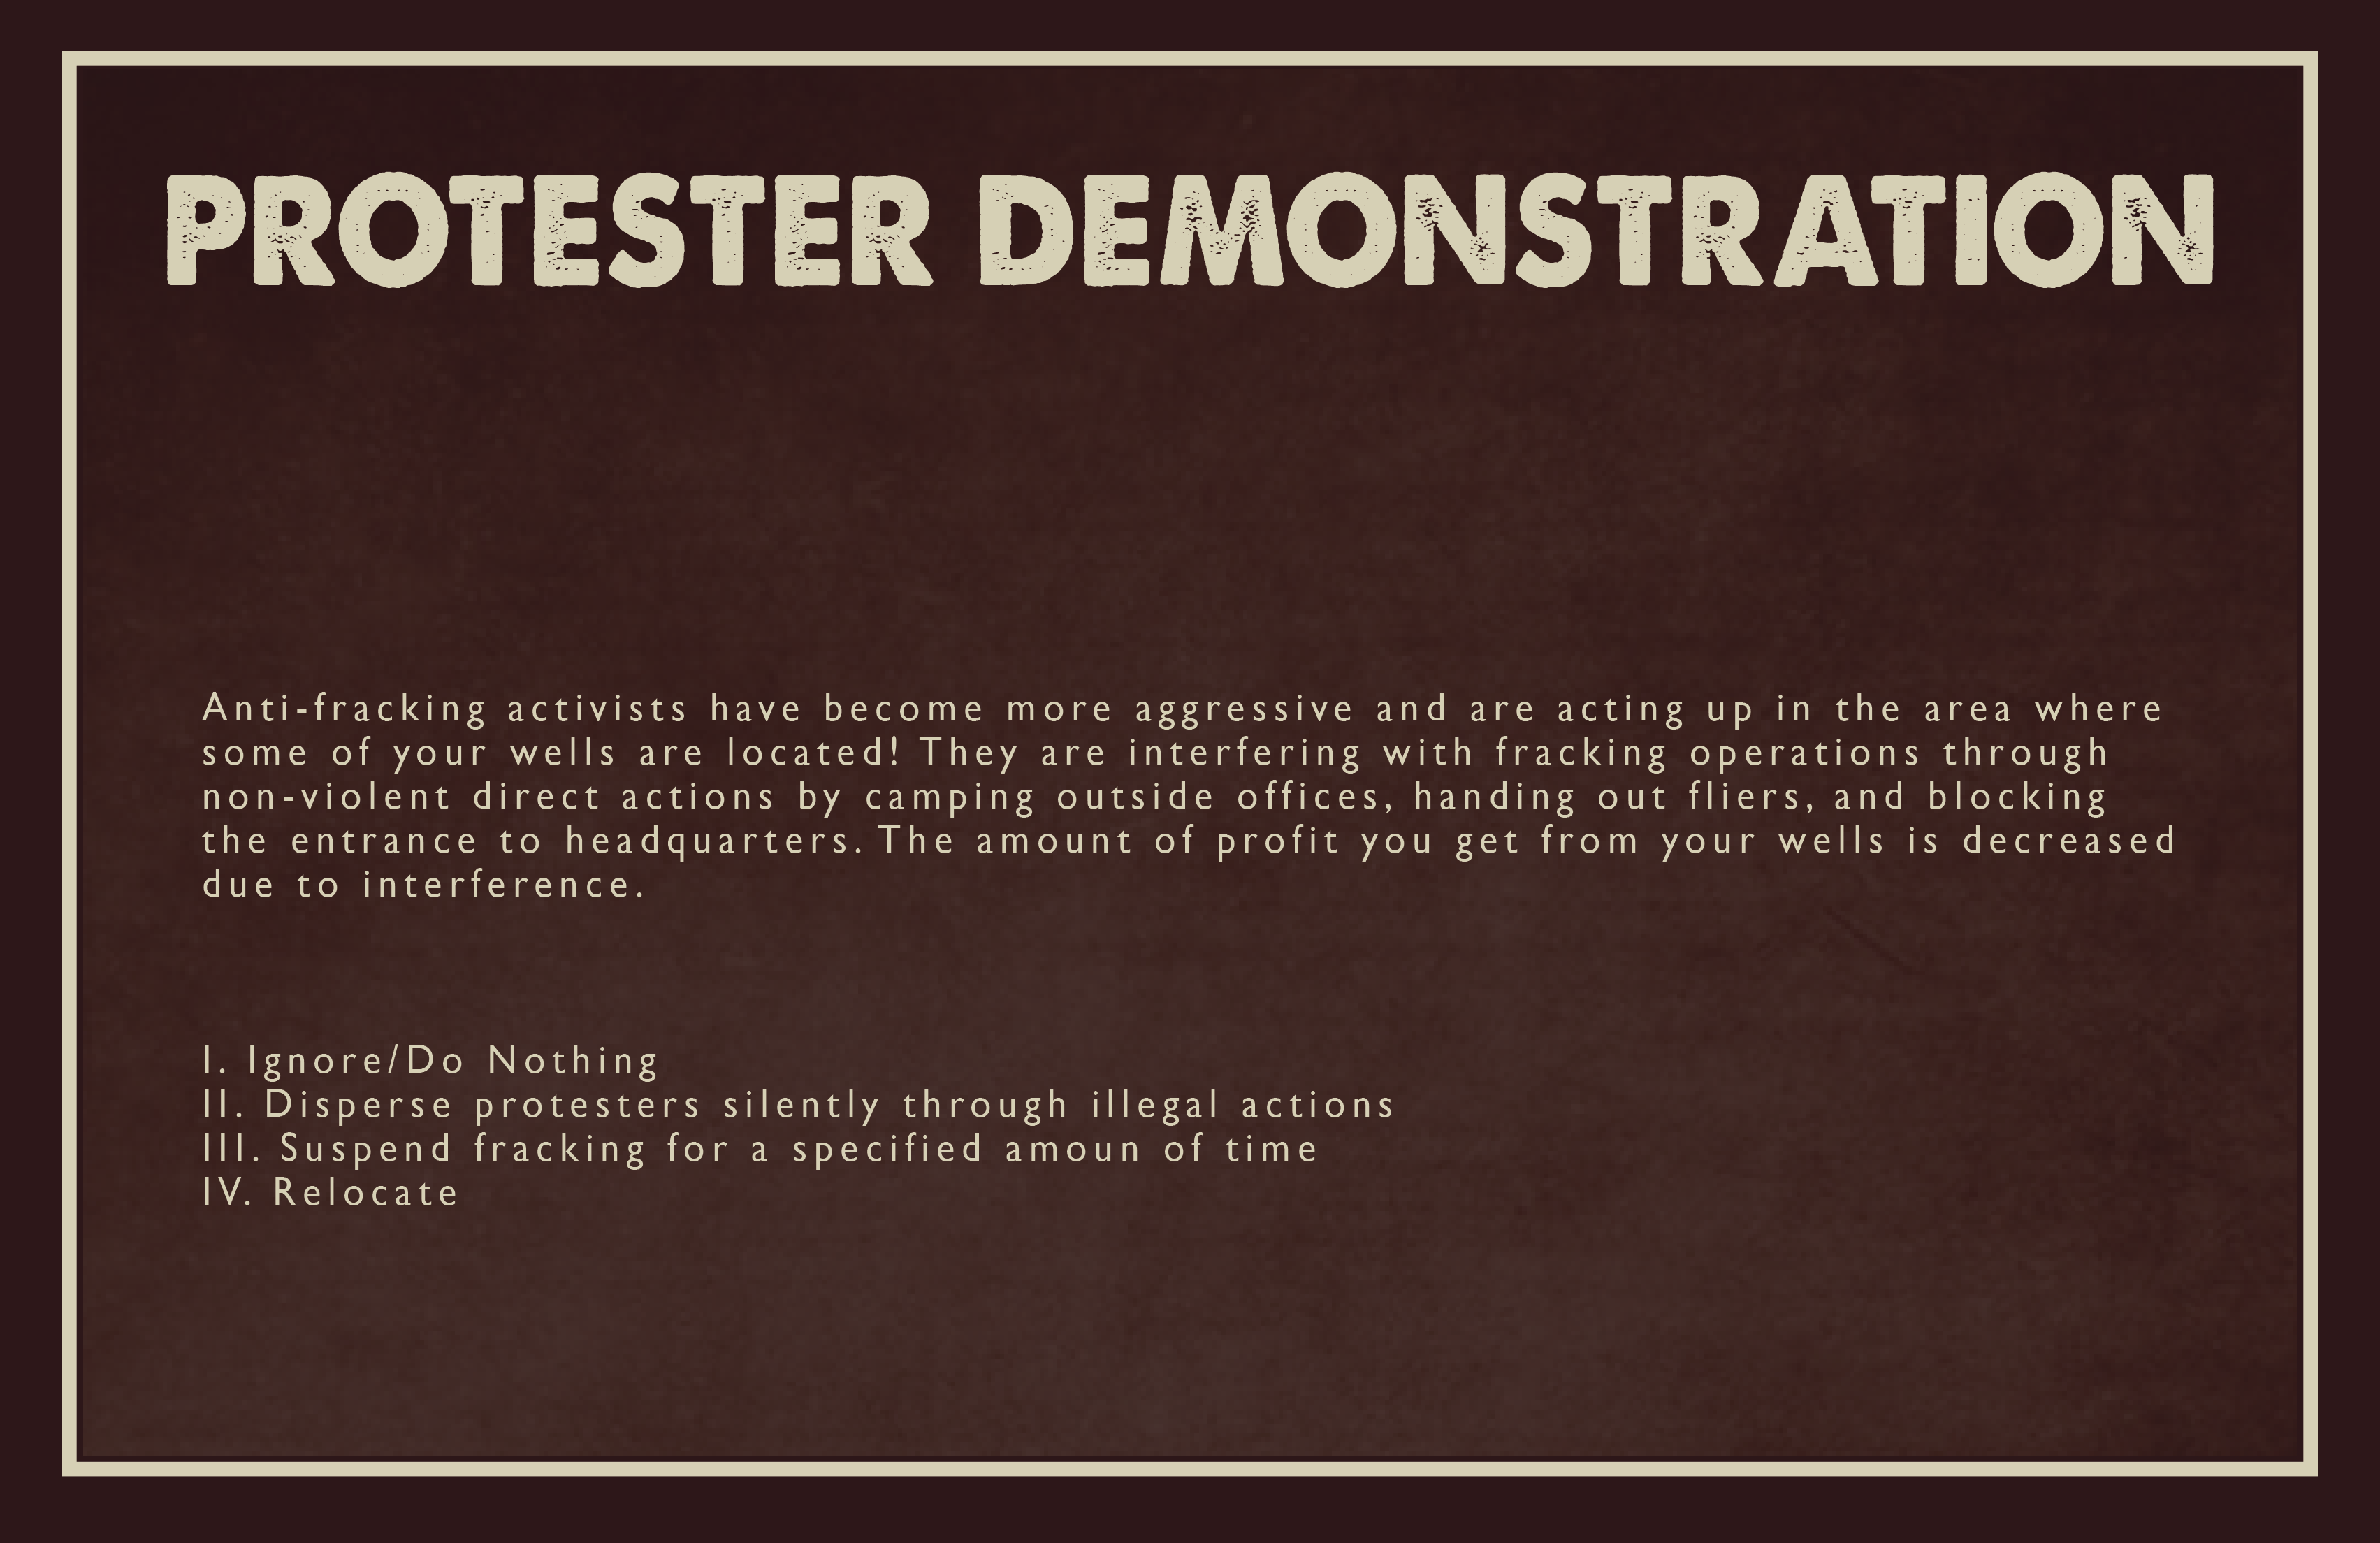 PROTESTER DEMONSTRATION
Anti-fracking activists have become more aggressive and are acting up in the area where
some of your wells are located! They are interfering with fracking operations through
non-violent direct actions by camping outside offices, handing out fliers, and blocking
the entrance to headquarters. The amount of profit you get from your wells is decreased
due to interference.
I. Ignore/Do Nothing
II. Disperse protesters silently through illegal actions
III. Suspend fracking for a specified amoun of time
IV. Relocate